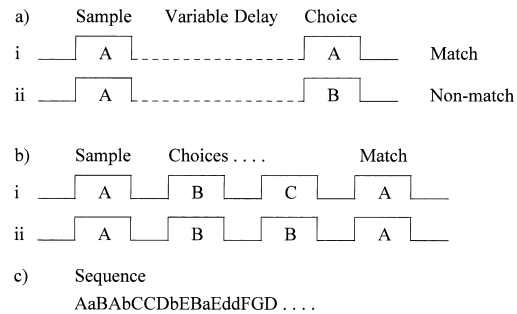 a) Sample Variable Delay Choice
i A A Match
ii A B Non-match
b) Sample Choices . . . . Match
i A B C A
ii A B B A
c) Sequence
AaBAbCCDbEBaEddFGD . . . .